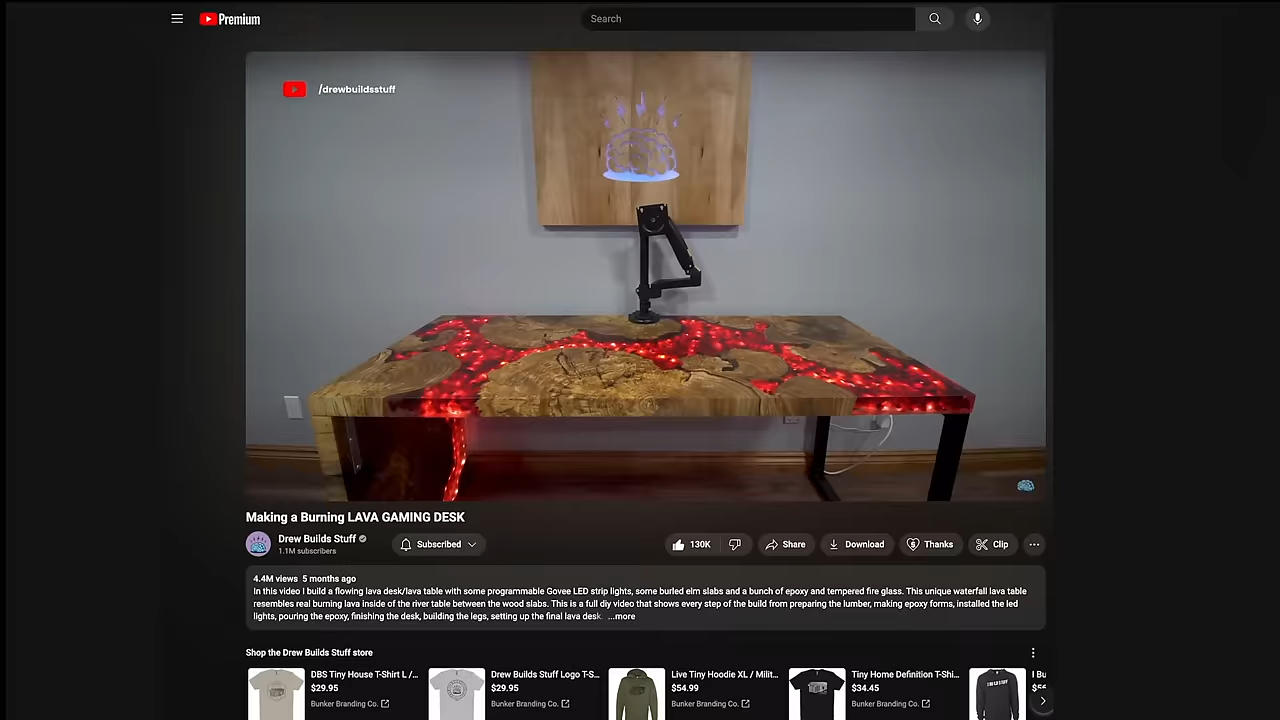 Premium
Search
/drewbuildsstuff
Making a Burning LAVA GAMING DESK
Drew Builds Stuff
1.1M subscribers
Subscribed
130K
Share
Download
Thanks
Clip
4.4M views 5 months ago
In this video I build a flowing lava desk/lava table with some programmable Govee LED strip lights, some burled elm slabs and a bunch of epoxy and tempered fire glass. This unique waterfall lava table
resembles real burning lava inside of the river table between the wood slabs. This is a full diy video that shows every step of the build from preparing the lumber, making epoxy forms, installed the led
lights, pouring the epoxy, finishing the desk, building the legs, setting up the final lava desk. ...more
Shop the Drew Builds Stuff store
DBS Tiny House T-Shirt L /...
$29.95
Bunker Branding Co.
Drew Builds Stuff Logo T-S...
$29.95
Bunker Branding Co.
Live Tiny Hoodie XL / Milit...
$54.99
Bunker Branding Co.
Tiny Home Definition T-Shi...
$34.45
Bunker Branding Co.